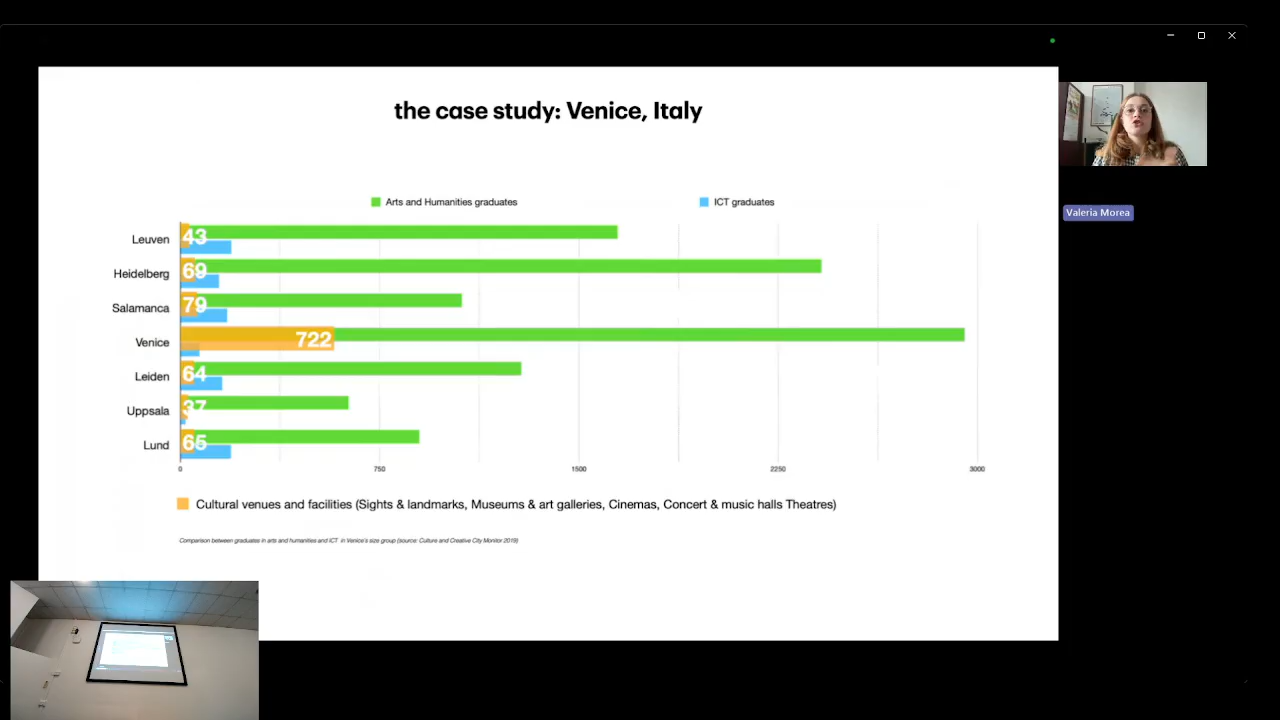 the case study: Venice, Italy
Arts and Humanities graduates
ICT graduates
Leuven 43
Heidelberg 69
Salamanca 79
Venice 722
Leiden 64
Uppsala 37
Lund 65
0 750 1500 2250 3000
Cultural venues and facilities (Sights & landmarks, Museums & art galleries, Cinemas, Concert & music halls Theatres)
Comparison between graduates in arts and humanities and ICT in Venice's size group (source: Culture and Creative City Monitor 2019)
Valeria Morea